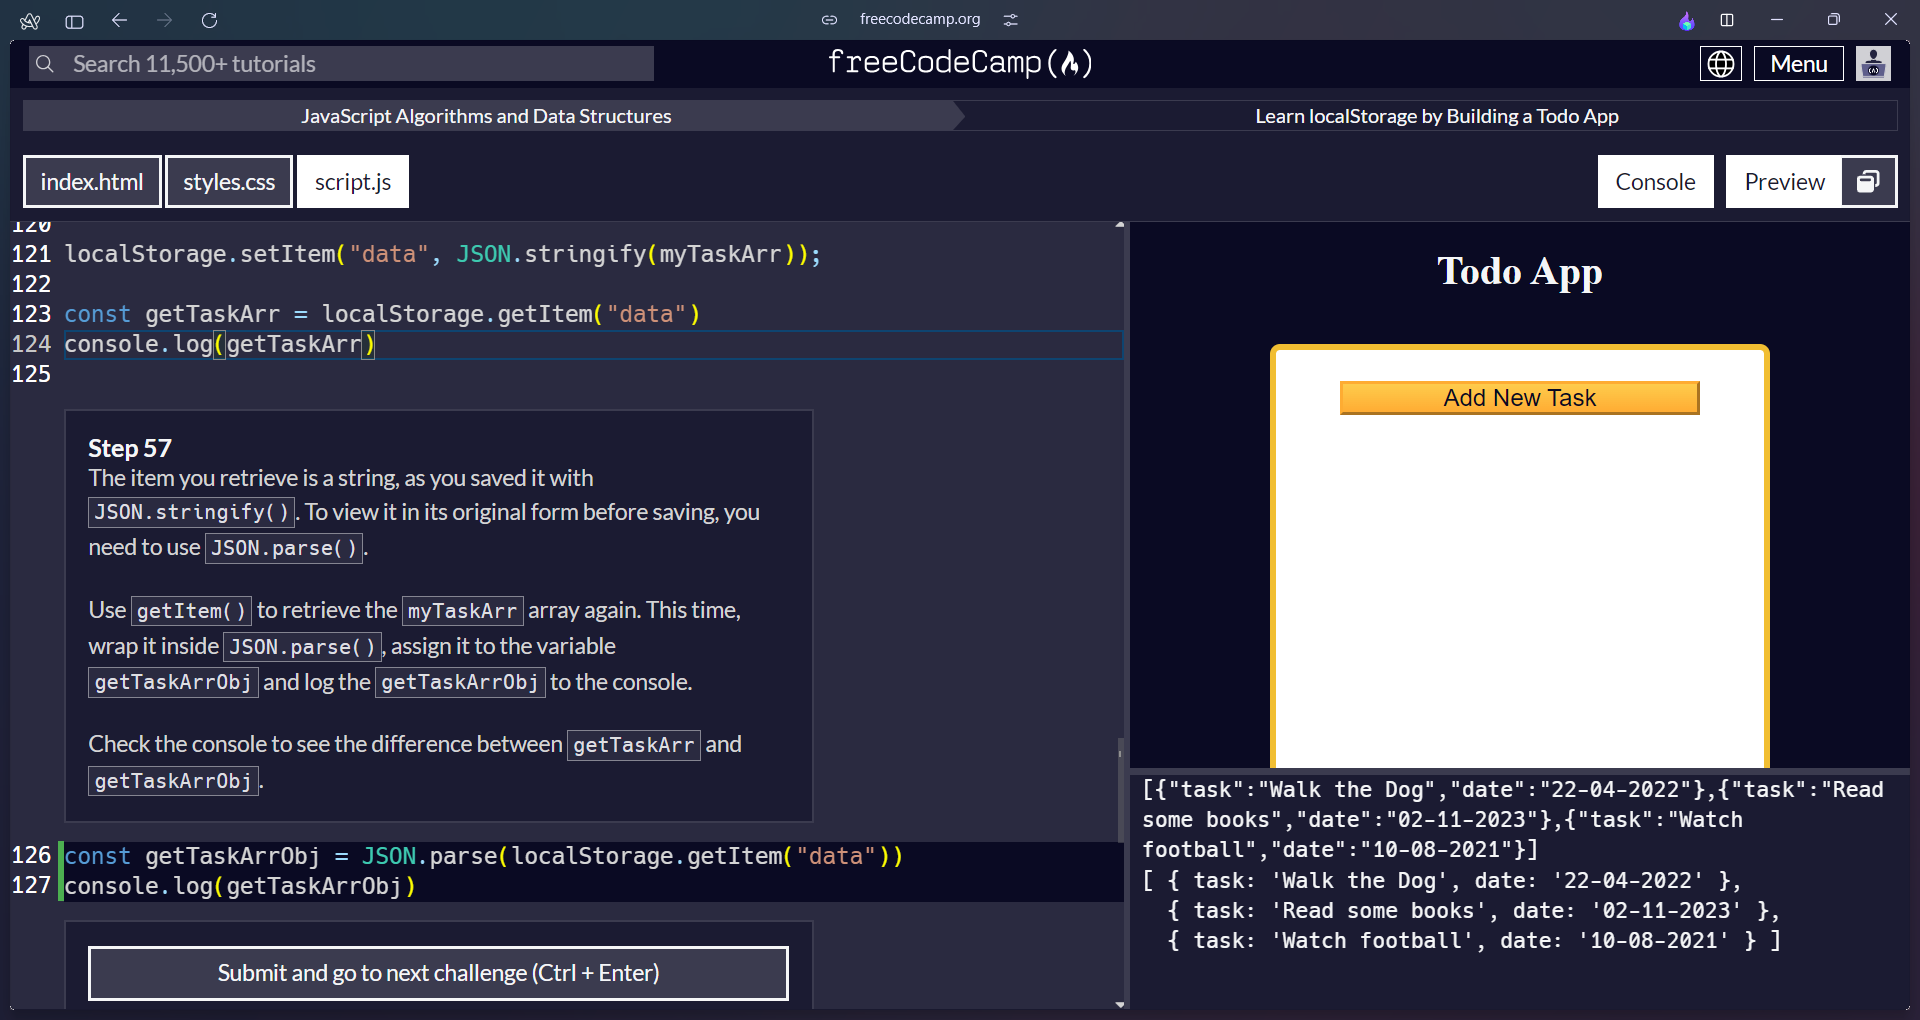 freecodecamp.org
Search 11,500+ tutorials
freeCodeCamp(🔥)
Menu
JavaScript Algorithms and Data Structures
Learn localStorage by Building a Todo App
index.html
styles.css
script.js
Console
Preview
120
121 localStorage.setItem("data", JSON.stringify(myTaskArr));
122
123 const getTaskArr = localStorage.getItem("data")
124 console.log(getTaskArr)
125
Step 57
The item you retrieve is a string, as you saved it with
JSON.stringify(). To view it in its original form before saving, you
need to use JSON.parse().
Use getItem() to retrieve the myTaskArr array again. This time,
wrap it inside JSON.parse(), assign it to the variable
getTaskArrObj and log the getTaskArrObj to the console.
Check the console to see the difference between getTaskArr and
getTaskArrObj.
126 const getTaskArrObj = JSON.parse(localStorage.getItem("data"))
127 console.log(getTaskArrObj)
Submit and go to next challenge (Ctrl + Enter)
Todo App
Add New Task
[{"task":"Walk the Dog","date":"22-04-2022"},{"task":"Read
some books","date":"02-11-2023"},{"task":"Watch
football","date":"10-08-2021"}]
[ { task: 'Walk the Dog', date: '22-04-2022' },
{ task: 'Read some books', date: '02-11-2023' },
{ task: 'Watch football', date: '10-08-2021' } ]